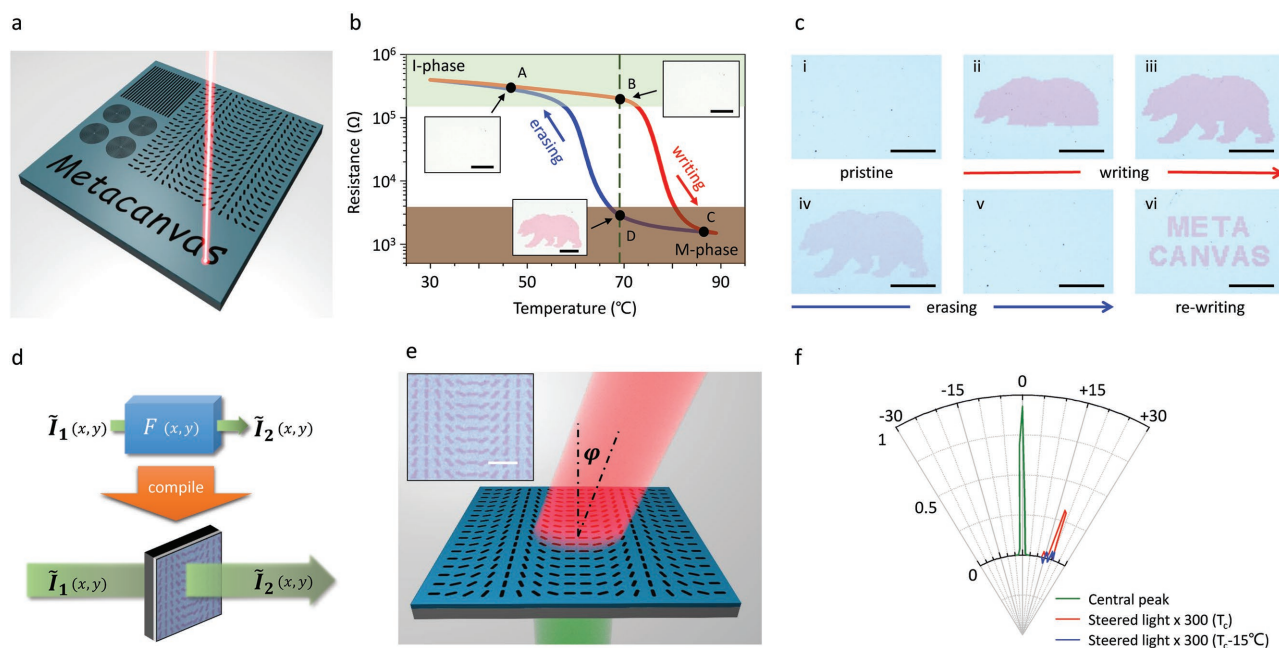 a
Metacanvas
b
Resistance (Ω)
10⁶
10⁵
10⁴
10³
I-phase
A
B
erasing
writing
C
D
M-phase
30
50
70
90
Temperature (℃)
c
i
ii
iii
pristine
writing
iv
v
vi
META
CANVAS
erasing
re-writing
d
Ĩ₁(x, y)
F (x, y)
Ĩ₂(x, y)
compile
Ĩ₁(x, y)
Ĩ₂(x, y)
e
φ
f
0
-15
+15
-30
+30
1
0.5
0
Central peak
Steered light x 300 (T꜀)
Steered light x 300 (T꜀-15℃)